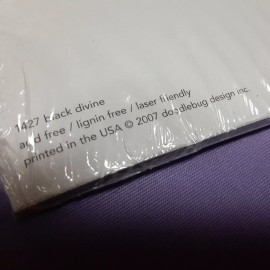 1427 black divine
acid free / lignin free / laser friendly
printed in the USA © 2007 doodlebug design inc.